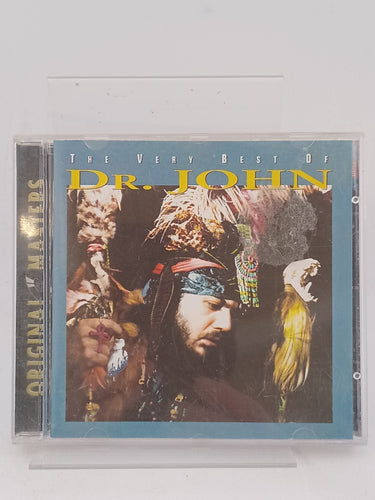 THE VERY BEST OF
DR. JOHN
ORIGINAL MASTERS